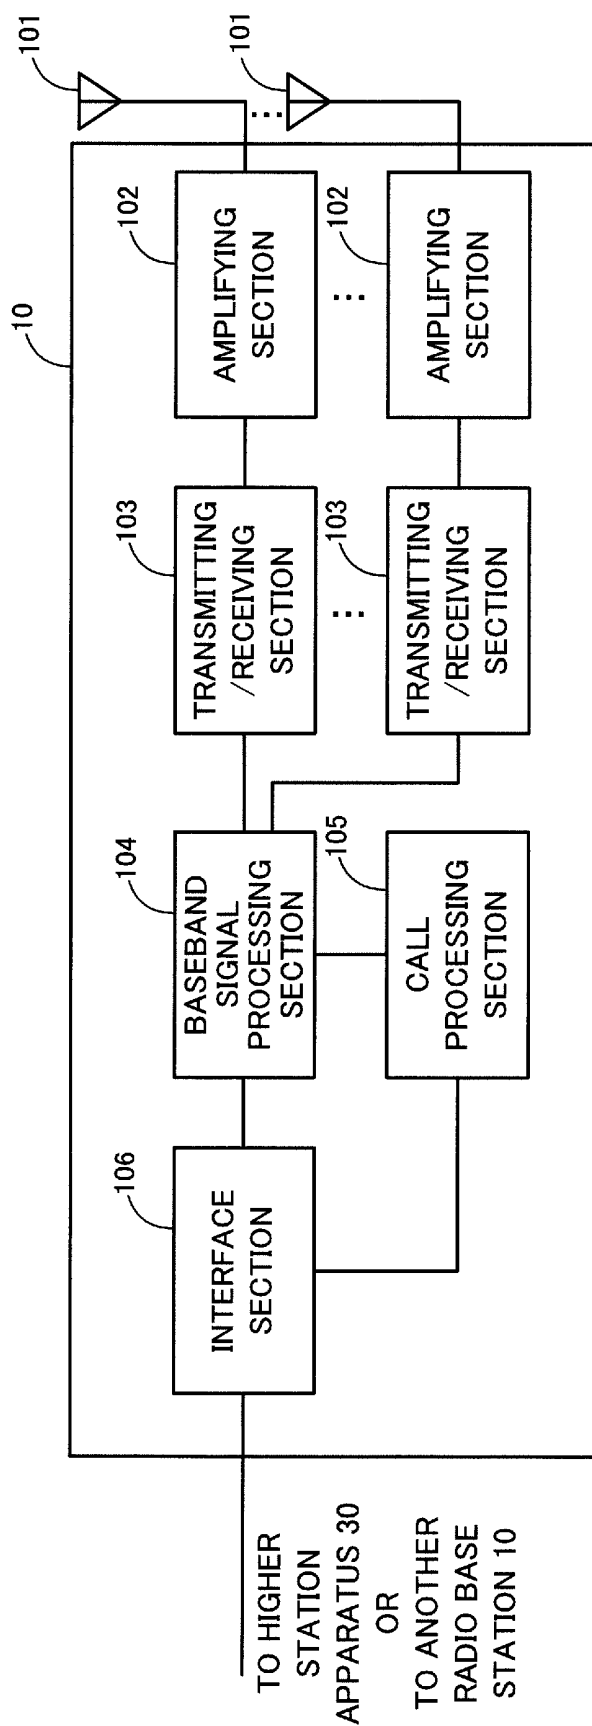 10
101
101
...
102
AMPLIFYING
SECTION
...
102
AMPLIFYING
SECTION
103
TRANSMITTING
/RECEIVING
SECTION
...
103
TRANSMITTING
/RECEIVING
SECTION
104
BASEBAND
SIGNAL
PROCESSING
SECTION
105
CALL
PROCESSING
SECTION
106
INTERFACE
SECTION
TO HIGHER
STATION
APPARATUS 30
OR
TO ANOTHER
RADIO BASE
STATION 10